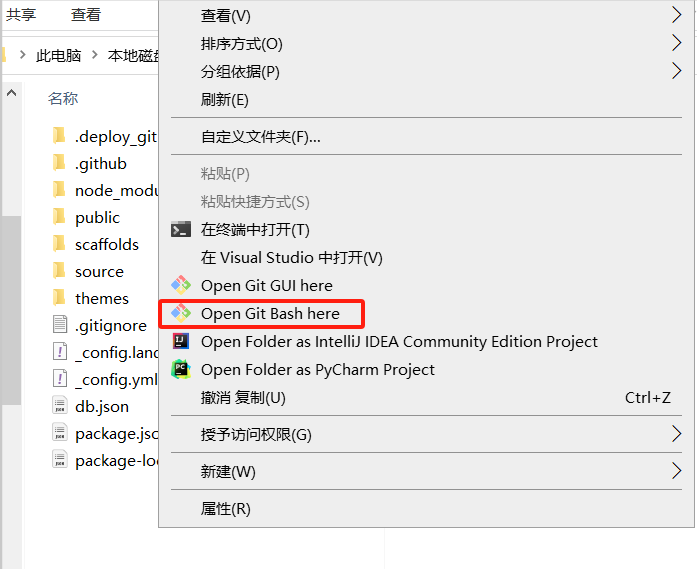 共享 查看
此电脑 本地磁盘
名称
.deploy_git
.github
node_modu
public
scaffolds
source
themes
.gitignore
_config.land
_config.yml
db.json
package.jsc
package-loc
查看(V)
排序方式(O)
分组依据(P)
刷新(E)
自定义文件夹(F)...
粘贴(P)
粘贴快捷方式(S)
在终端中打开(T)
在 Visual Studio 中打开(V)
Open Git GUI here
Open Git Bash here
Open Folder as IntelliJ IDEA Community Edition Project
Open Folder as PyCharm Project
撤消 复制(U) Ctrl+Z
授予访问权限(G)
新建(W)
属性(R)